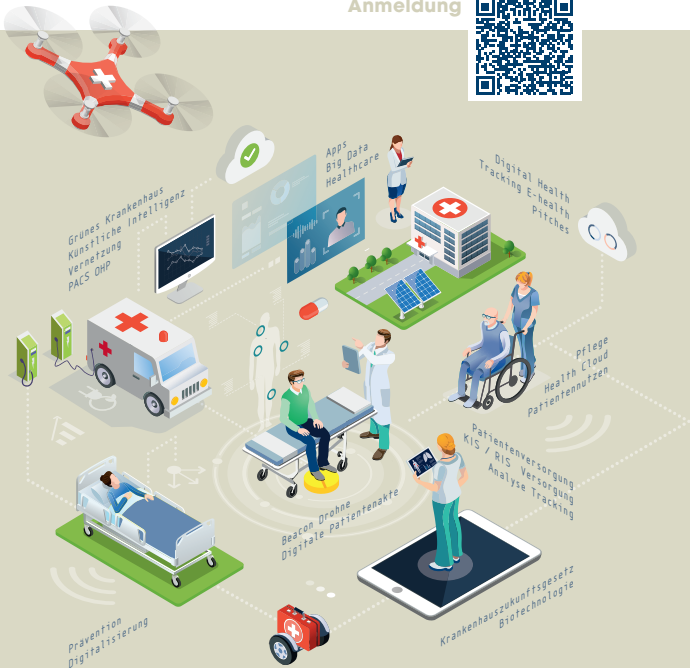 Anmeldung
Apps
Big Data
Healthcare
Digital Health
Tracking E-health
Pitches
Grünes Krankenhaus
Künstliche Intelligenz
Vernetzung
PACS OHP
Pflege
Health Cloud
Patientennutzen
Patientenversorgung
KIS / RIS Versorgung
Analyse Tracking
Beacon Drohne
Digitale Patientenakte
Krankenhauszukunftsgesetz
Biotechnologie
Prävention
Digitalisierung